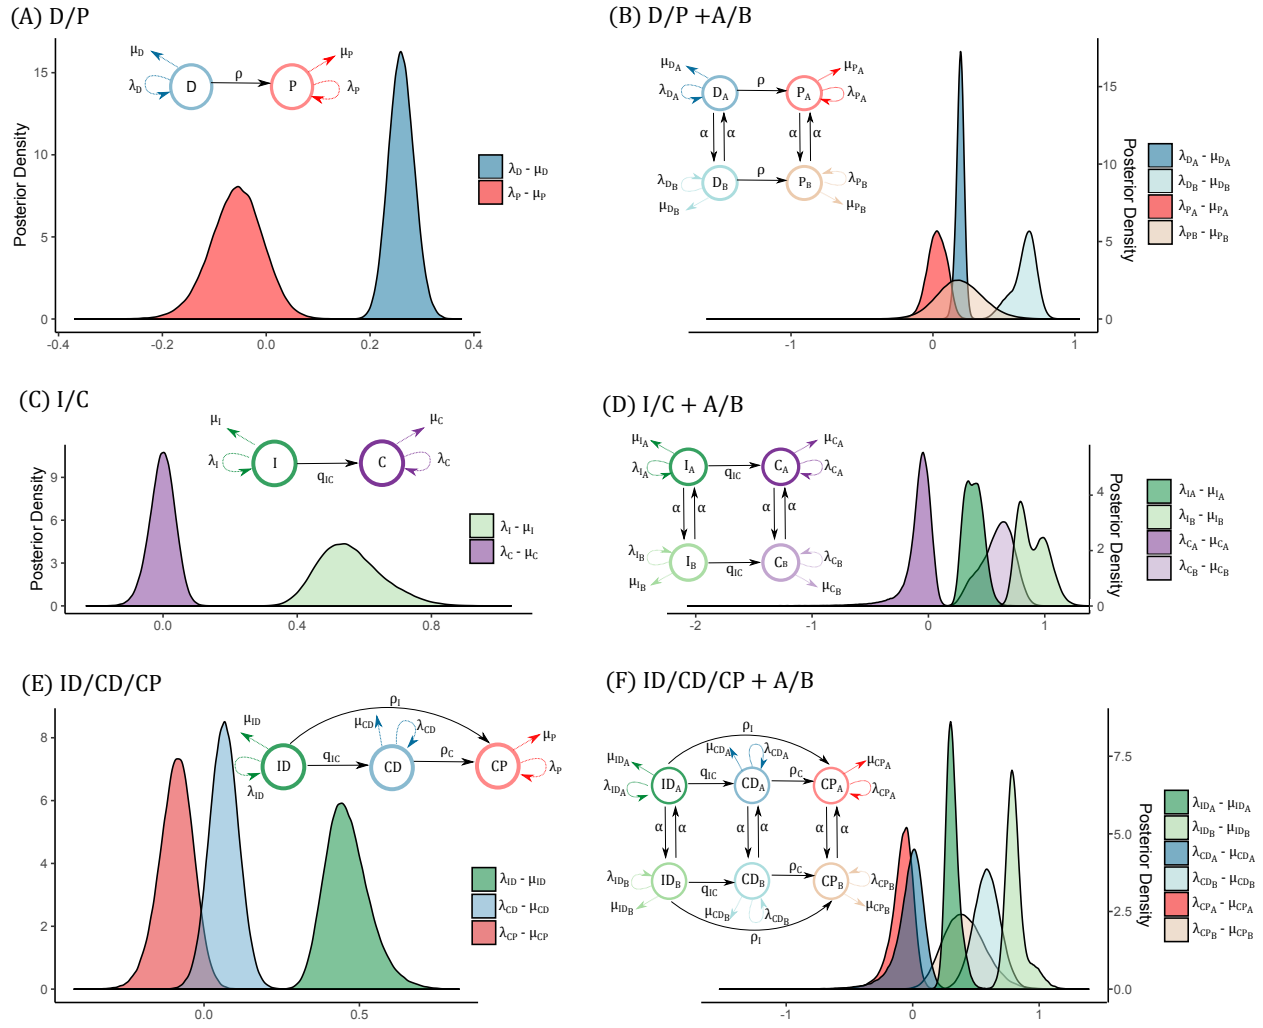 (A) D/P
μD
λD
D
ρ
P
μP
λP
Posterior Density
15
10
5
0
-0.4
-0.2
0.0
0.2
0.4
λD - μD
λP - μP
(B) D/P +A/B
μDA
λDA
DA
ρ
PA
μPA
λPA
α
α
α
α
λDB
μDB
DB
ρ
PB
λPB
μPB
Posterior Density
15
10
5
0
-1
0
1
λDA - μDA
λDB - μDB
λPA - μPA
λPB - μPB
(C) I/C
μI
λI
I
qIC
C
μC
λC
Posterior Density
9
6
3
0
0.0
0.4
0.8
λI - μI
λC - μC
(D) I/C + A/B
μIA
λIA
IA
qIC
CA
μCA
λCA
α
α
α
α
λIB
μIB
IB
qIC
CB
λCB
μCB
Posterior Density
4
2
0
-2
-1
0
1
λIA - μIA
λIB - μIB
λCA - μCA
λCB - μCB
(E) ID/CD/CP
ρI
μID
λID
ID
qIC
μCD
λCD
CD
ρC
CP
μP
λP
8
6
4
2
0
0.0
0.5
λID - μID
λCD - μCD
λCP - μCP
(F) ID/CD/CP + A/B
ρI
μIDA
λIDA
IDA
qIC
μCDA
λCDA
CDA
ρC
CPA
μCPA
λCPA
α
α
α
α
α
α
λIDB
μIDB
IDB
qIC
CDB
μCDB
λCDB
ρC
CPB
λCPB
μCPB
ρI
Posterior Density
7.5
5.0
2.5
0.0
-1
0
1
λIDA - μIDA
λIDB - μIDB
λCDA - μCDA
λCDB - μCDB
λCPA - μCPA
λCPB - μCPB